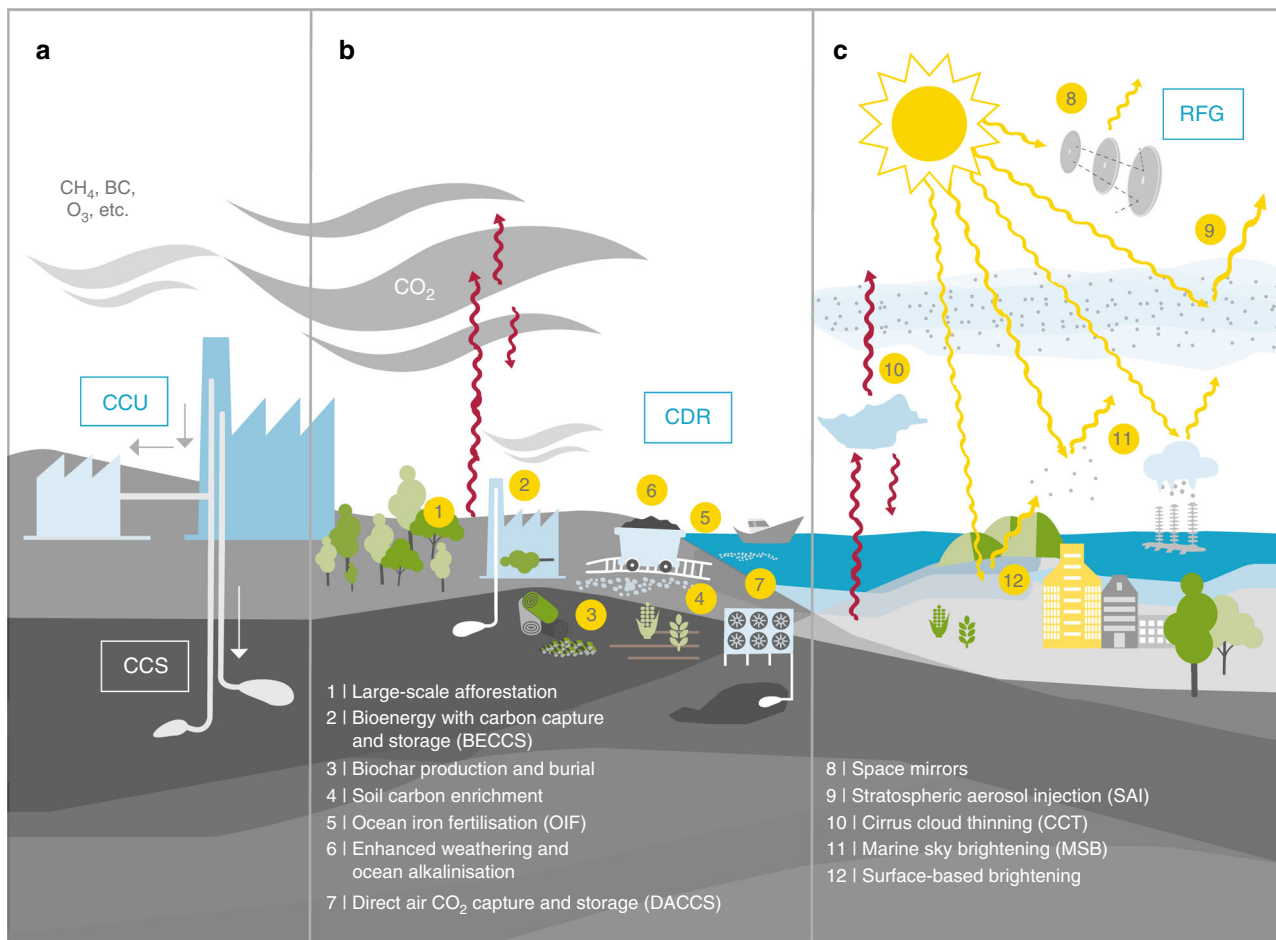 a
b
c
CH₄, BC,
O₃, etc.
CCU
CCS
CO₂
CDR
1
2
6
5
3
4
7
1 | Large-scale afforestation
2 | Bioenergy with carbon capture
and storage (BECCS)
3 | Biochar production and burial
4 | Soil carbon enrichment
5 | Ocean iron fertilisation (OIF)
6 | Enhanced weathering and
ocean alkalinisation
7 | Direct air CO₂ capture and storage (DACCS)
8
RFG
9
10
11
12
8 | Space mirrors
9 | Stratospheric aerosol injection (SAI)
10 | Cirrus cloud thinning (CCT)
11 | Marine sky brightening (MSB)
12 | Surface-based brightening